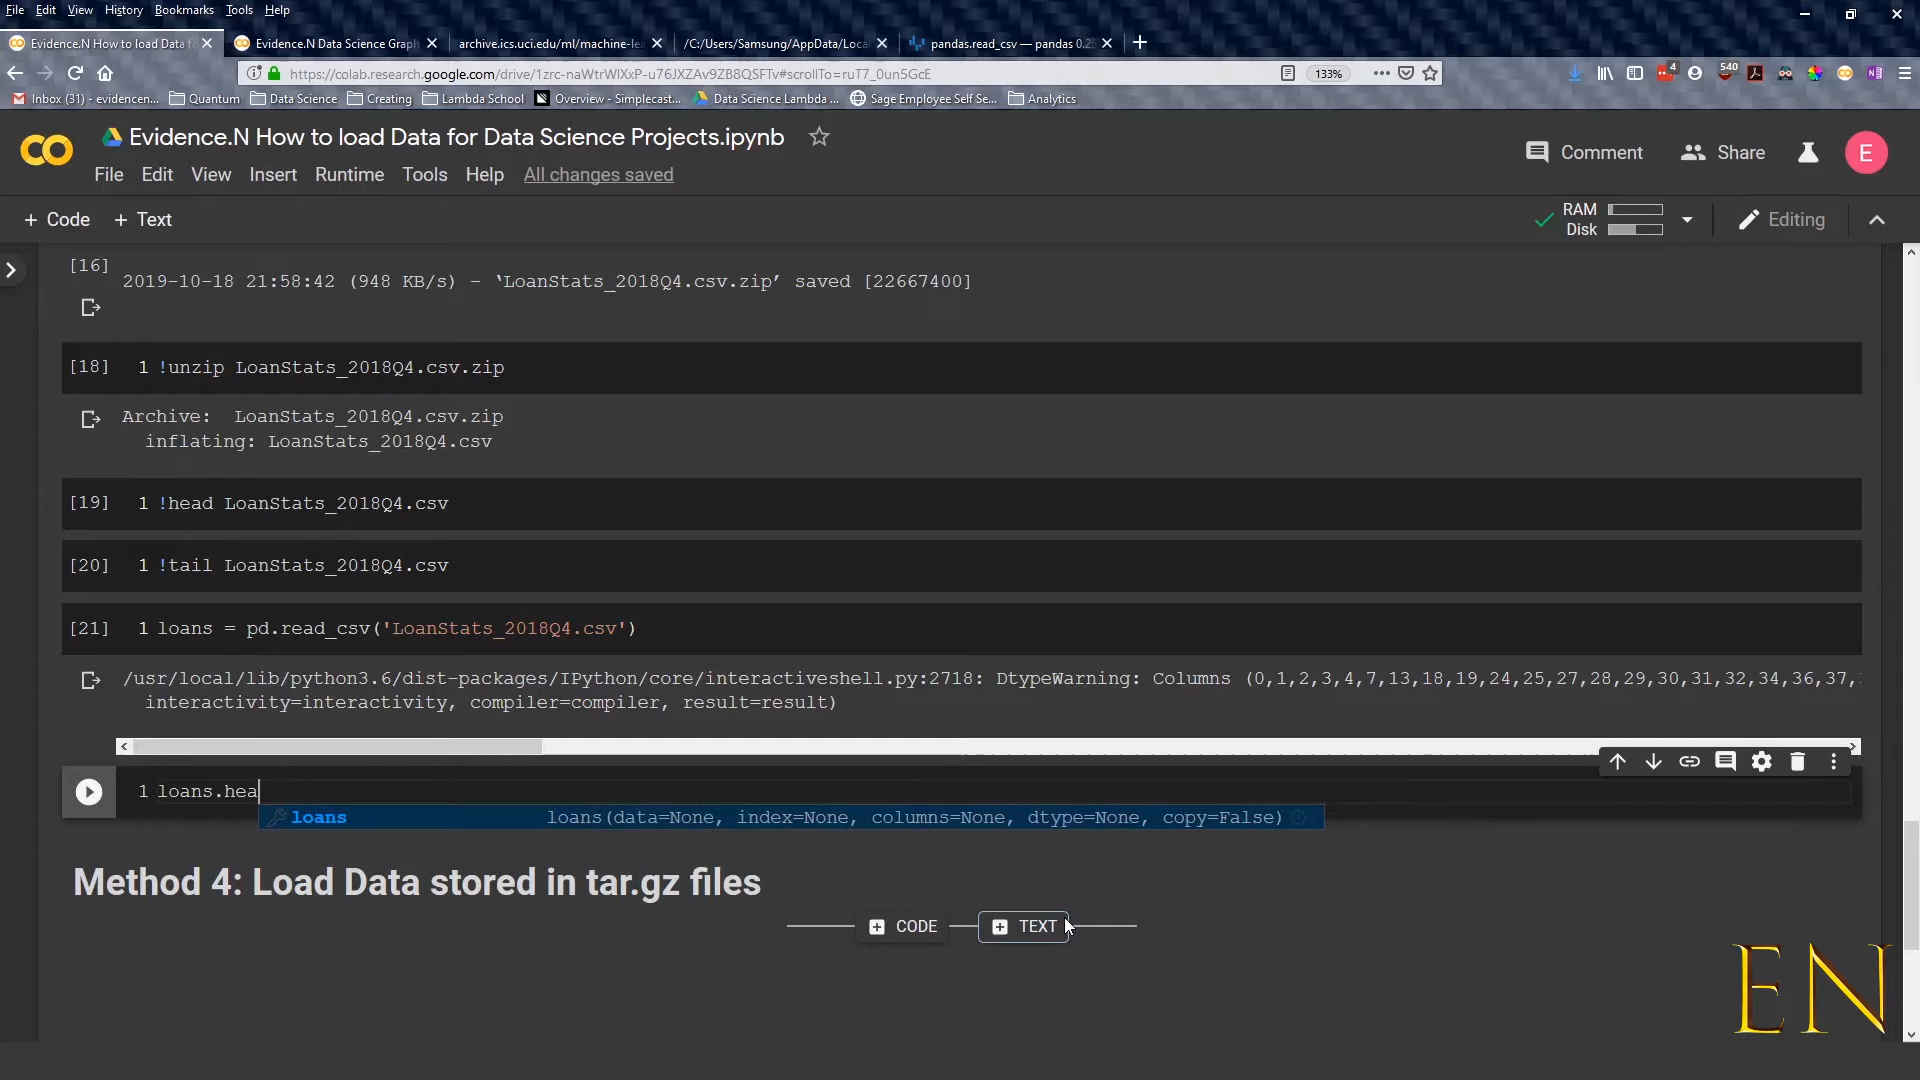 File Edit View History Bookmarks Tools Help
Evidence.N How to load Data f
Evidence.N Data Science Graph
archive.ics.uci.edu/ml/machine-le
/C:/Users/Samsung/AppData/Loca
pandas.read_csv — pandas 0.2
https://colab.research.google.com/drive/1zrc-naWtrWlXxP-u76JXZAv9ZB8QSFTv#scrollTo=ruT7_0un5GcE 133% 4 540
Inbox (31) - evidencen... Quantum Data Science Creating Lambda School Overview - Simplecast... Data Science Lambda ... Sage Employee Self Se... Analytics
CO Evidence.N How to load Data for Data Science Projects.ipynb Comment Share E
File Edit View Insert Runtime Tools Help All changes saved
+ Code + Text RAM Disk Editing
[16]
2019-10-18 21:58:42 (948 KB/s) - ‘LoanStats_2018Q4.csv.zip’ saved [22667400]
[18] 1 !unzip LoanStats_2018Q4.csv.zip
Archive: LoanStats_2018Q4.csv.zip
inflating: LoanStats_2018Q4.csv
[19] 1 !head LoanStats_2018Q4.csv
[20] 1 !tail LoanStats_2018Q4.csv
[21] 1 loans = pd.read_csv('LoanStats_2018Q4.csv')
/usr/local/lib/python3.6/dist-packages/IPython/core/interactiveshell.py:2718: DtypeWarning: Columns (0,1,2,3,4,7,13,18,19,24,25,27,28,29,30,31,32,34,36,37,
interactivity=interactivity, compiler=compiler, result=result)
1 loans.hea
loans loans(data=None, index=None, columns=None, dtype=None, copy=False)
Method 4: Load Data stored in tar.gz files
CODE TEXT
EN